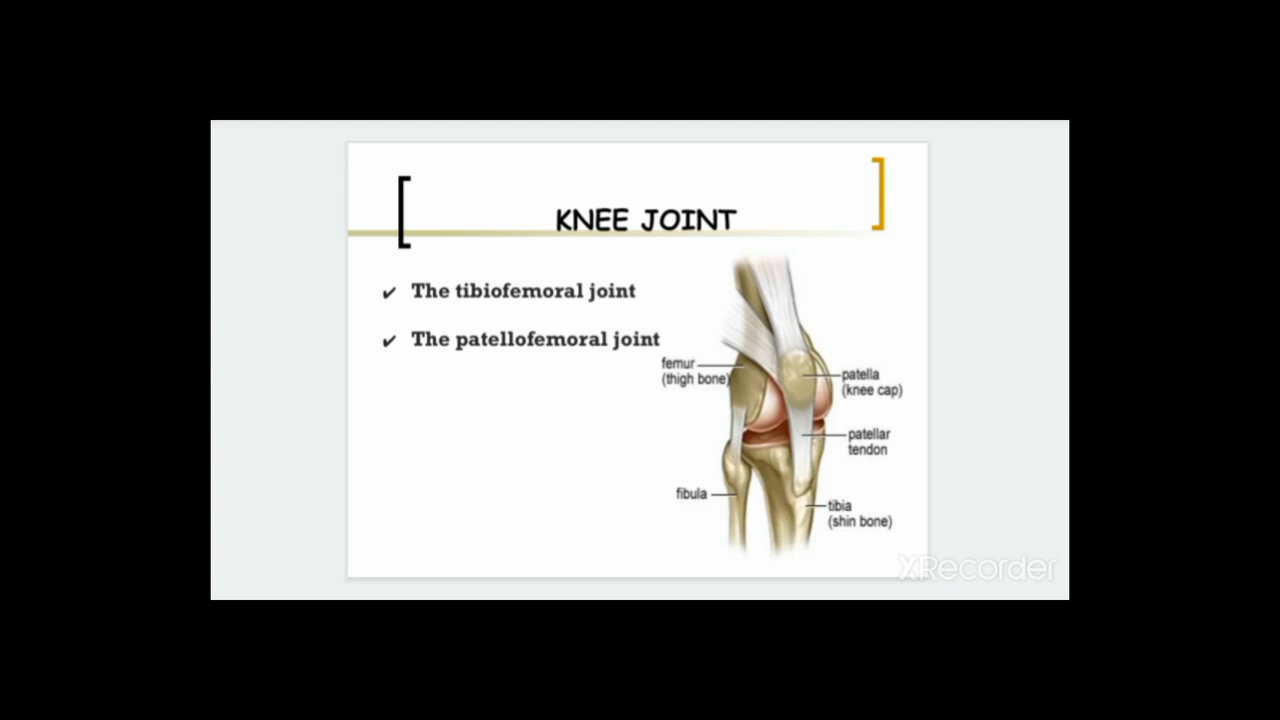 KNEE JOINT
✔ The tibiofemoral joint
✔ The patellofemoral joint
femur
(thigh bone)
patella
(knee cap)
patellar
tendon
fibula
tibia
(shin bone)
XRecorder